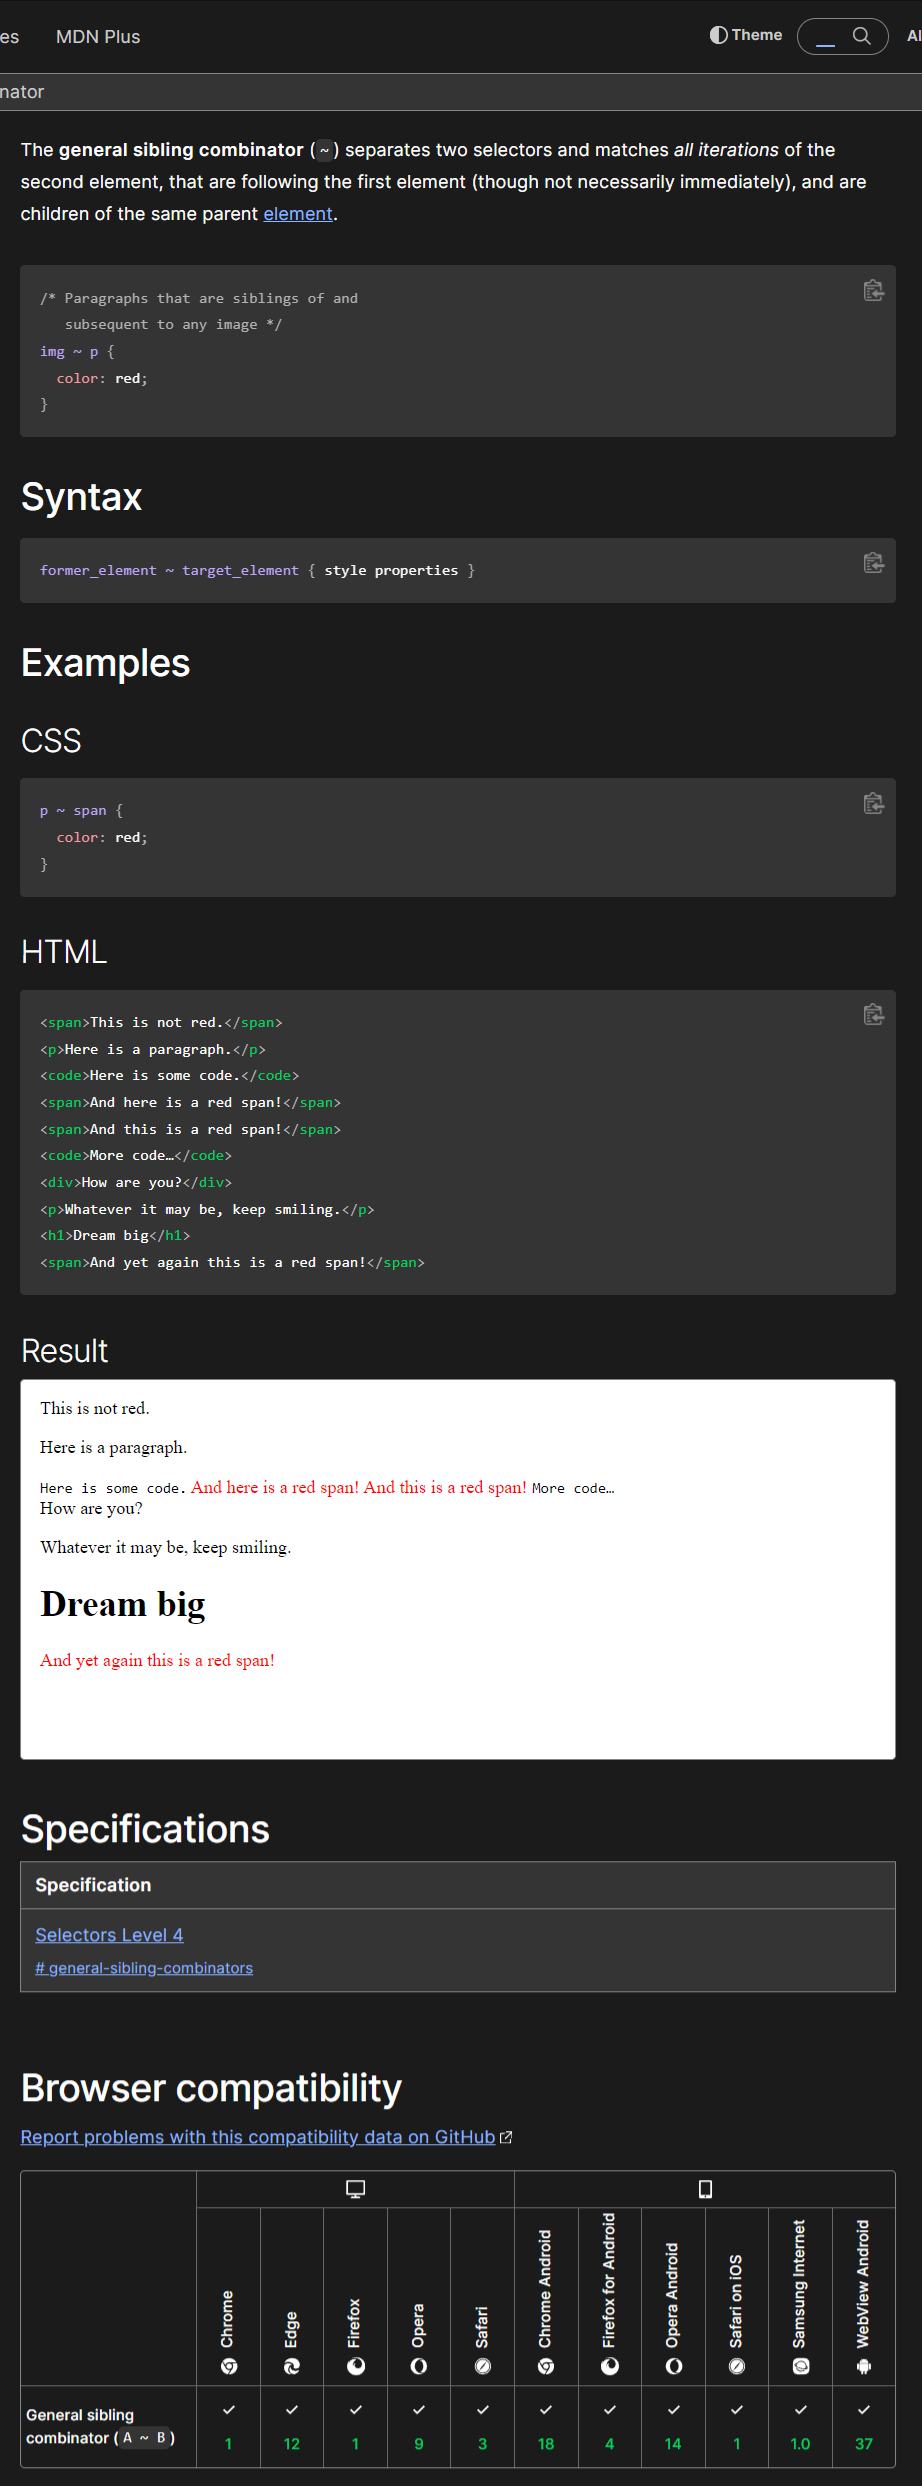 es MDN Plus Theme AI
nator
The general sibling combinator (~) separates two selectors and matches all iterations of the
second element, that are following the first element (though not necessarily immediately), and are
children of the same parent element.
/* Paragraphs that are siblings of and
subsequent to any image */
img ~ p {
color: red;
}
Syntax
former_element ~ target_element { style properties }
Examples
CSS
p ~ span {
color: red;
}
HTML
<span>This is not red.</span>
<p>Here is a paragraph.</p>
<code>Here is some code.</code>
<span>And here is a red span!</span>
<span>And this is a red span!</span>
<code>More code…</code>
<div>How are you?</div>
<p>Whatever it may be, keep smiling.</p>
<h1>Dream big</h1>
<span>And yet again this is a red span!</span>
Result
This is not red.
Here is a paragraph.
Here is some code. And here is a red span! And this is a red span! More code…
How are you?
Whatever it may be, keep smiling.
Dream big
And yet again this is a red span!
Specifications
Specification
Selectors Level 4
# general-sibling-combinators
Browser compatibility
Report problems with this compatibility data on GitHub
Chrome
Edge
Firefox
Opera
Safari
Chrome Android
Firefox for Android
Opera Android
Safari on iOS
Samsung Internet
WebView Android
General sibling
combinator (A ~ B)
1 12 1 9 3 18 4 14 1 1.0 37